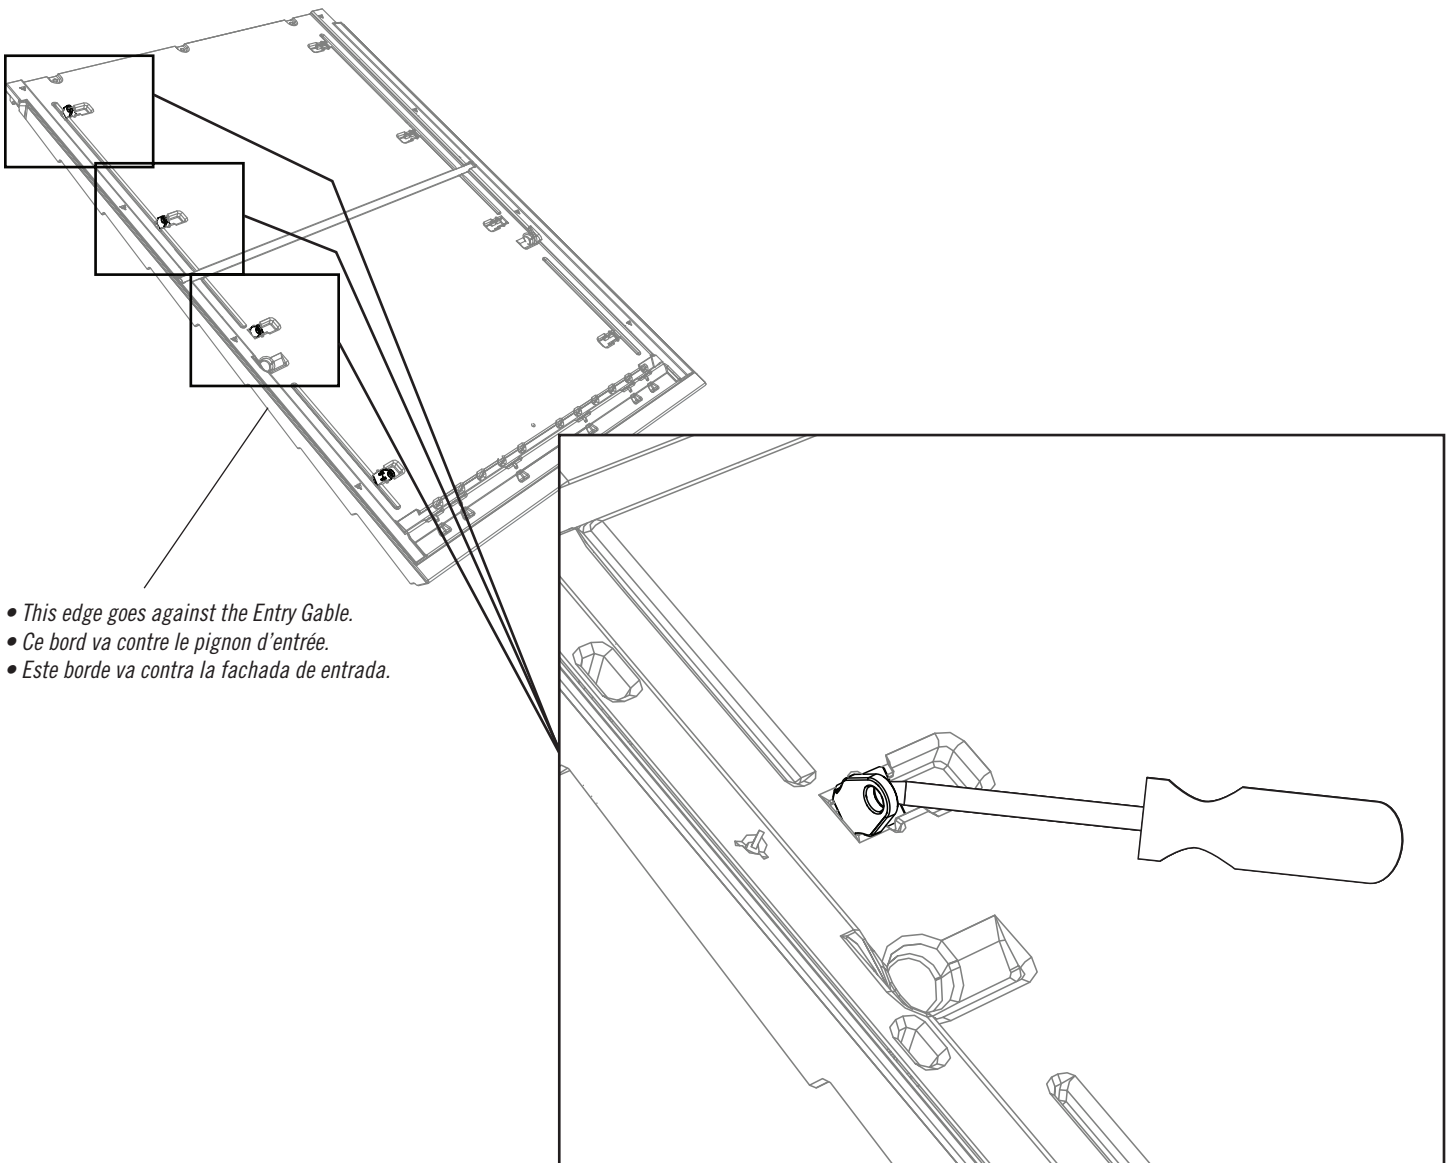 • This edge goes against the Entry Gable.
• Ce bord va contre le pignon d’entrée.
• Este borde va contra la fachada de entrada.